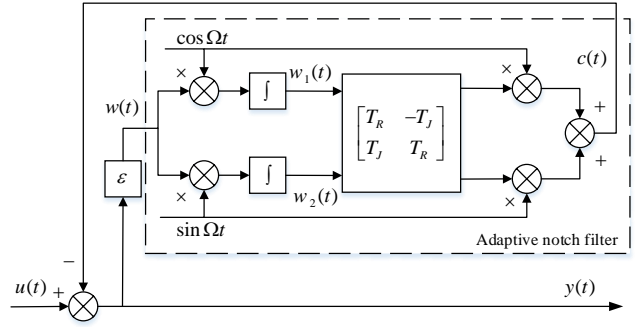 cos Ωt
c(t)
× ∫ w₁(t) ×
w(t)
[T_R −T_J
T_J T_R]
+
+
ε
× ∫ w₂(t) ×
sin Ωt
Adaptive notch filter
−
u(t) + y(t)